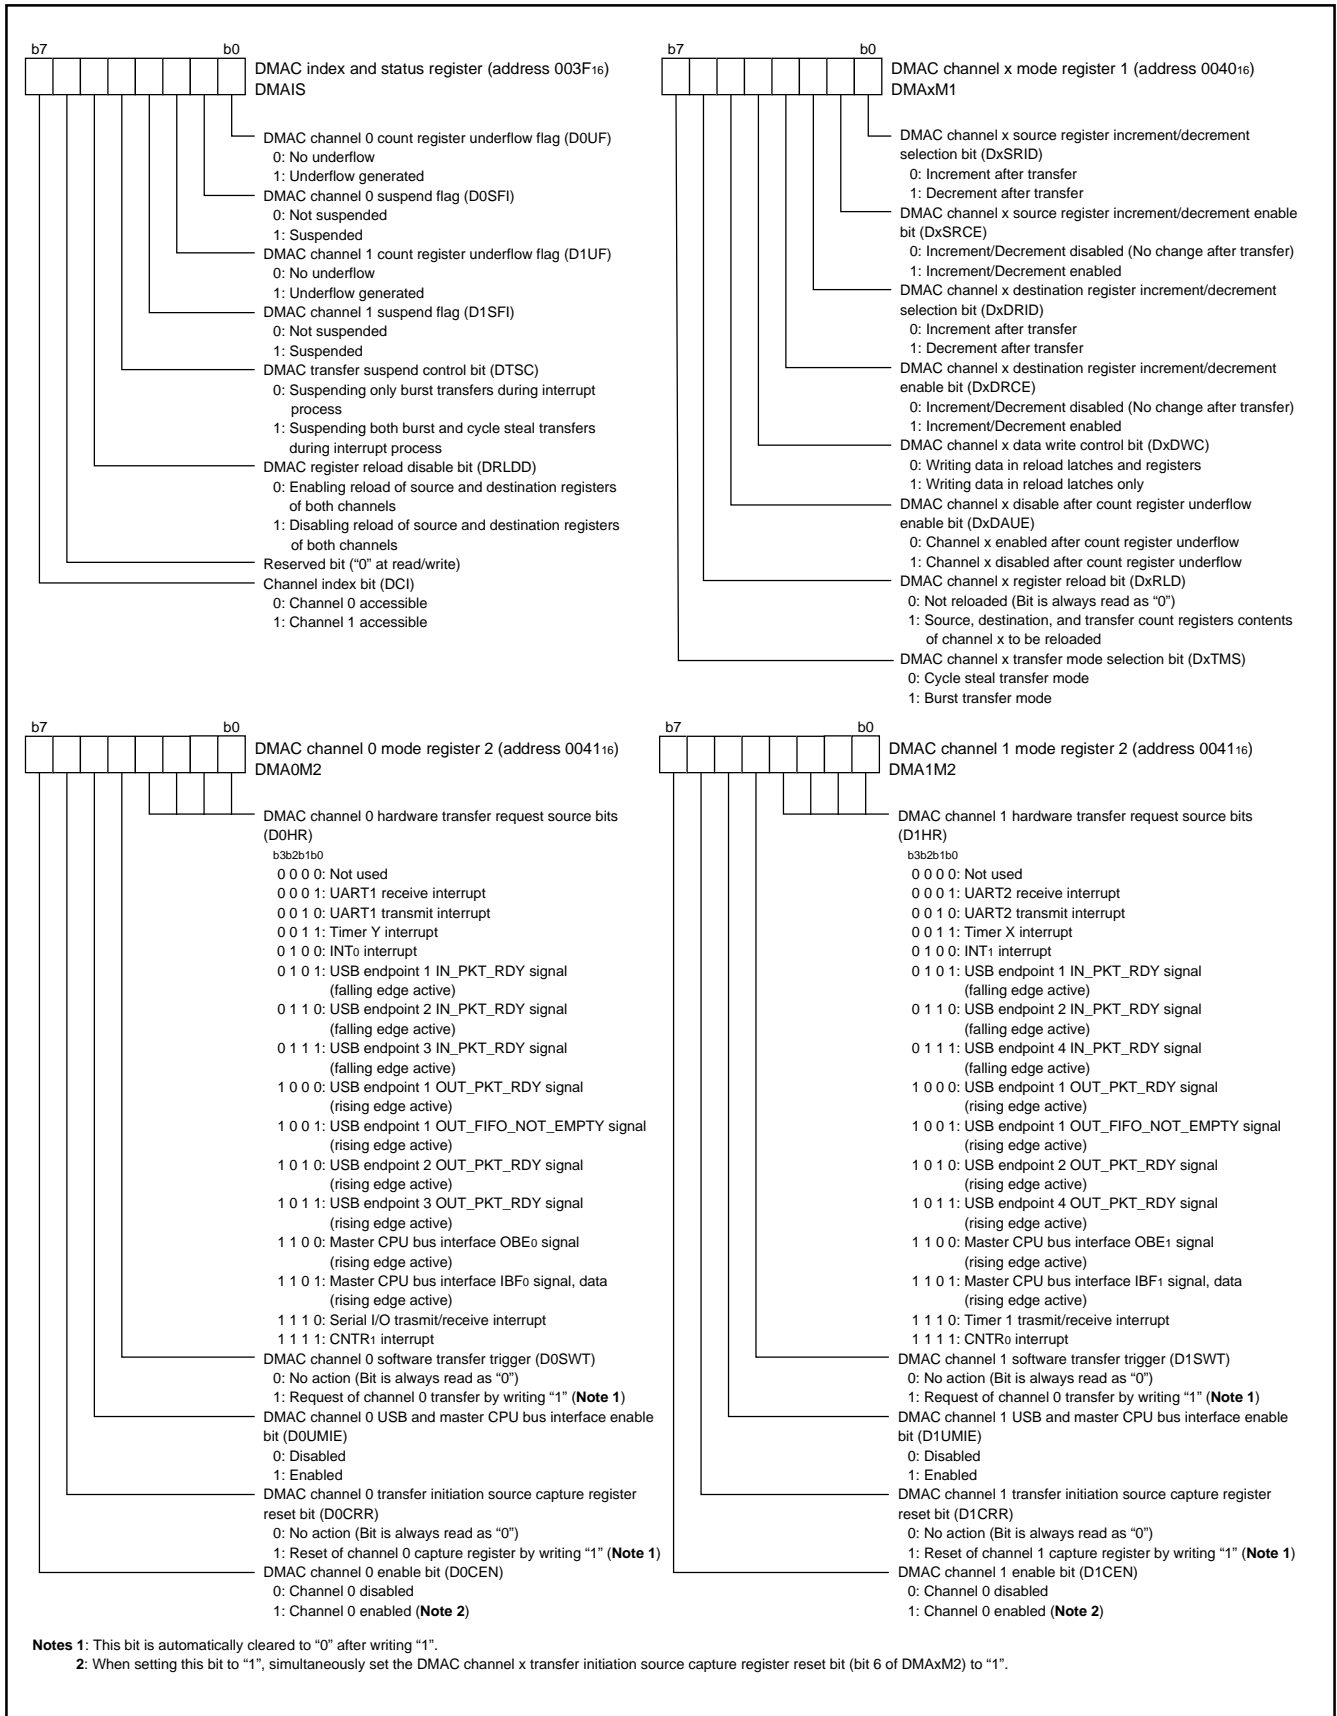 b7 b0
DMAC index and status register (address 003F16)
DMAIS
DMAC channel 0 count register underflow flag (D0UF)
0: No underflow
1: Underflow generated
DMAC channel 0 suspend flag (D0SFI)
0: Not suspended
1: Suspended
DMAC channel 1 count register underflow flag (D1UF)
0: No underflow
1: Underflow generated
DMAC channel 1 suspend flag (D1SFI)
0: Not suspended
1: Suspended
DMAC transfer suspend control bit (DTSC)
0: Suspending only burst transfers during interrupt
process
1: Suspending both burst and cycle steal transfers
during interrupt process
DMAC register reload disable bit (DRLDD)
0: Enabling reload of source and destination registers
of both channels
1: Disabling reload of source and destination registers
of both channels
Reserved bit (“0” at read/write)
Channel index bit (DCI)
0: Channel 0 accessible
1: Channel 1 accessible
b7 b0
DMAC channel x mode register 1 (address 004016)
DMAxM1
DMAC channel x source register increment/decrement
selection bit (DxSRID)
0: Increment after transfer
1: Decrement after transfer
DMAC channel x source register increment/decrement enable
bit (DxSRCE)
0: Increment/Decrement disabled (No change after transfer)
1: Increment/Decrement enabled
DMAC channel x destination register increment/decrement
selection bit (DxDRID)
0: Increment after transfer
1: Decrement after transfer
DMAC channel x destination register increment/decrement
enable bit (DxDRCE)
0: Increment/Decrement disabled (No change after transfer)
1: Increment/Decrement enabled
DMAC channel x data write control bit (DxDWC)
0: Writing data in reload latches and registers
1: Writing data in reload latches only
DMAC channel x disable after count register underflow
enable bit (DxDAUE)
0: Channel x enabled after count register underflow
1: Channel x disabled after count register underflow
DMAC channel x register reload bit (DxRLD)
0: Not reloaded (Bit is always read as “0”)
1: Source, destination, and transfer count registers contents
of channel x to be reloaded
DMAC channel x transfer mode selection bit (DxTMS)
0: Cycle steal transfer mode
1: Burst transfer mode
b7 b0
DMAC channel 0 mode register 2 (address 004116)
DMA0M2
DMAC channel 0 hardware transfer request source bits
(D0HR)
b3b2b1b0
0 0 0 0: Not used
0 0 0 1: UART1 receive interrupt
0 0 1 0: UART1 transmit interrupt
0 0 1 1: Timer Y interrupt
0 1 0 0: INT0 interrupt
0 1 0 1: USB endpoint 1 IN_PKT_RDY signal
(falling edge active)
0 1 1 0: USB endpoint 2 IN_PKT_RDY signal
(falling edge active)
0 1 1 1: USB endpoint 3 IN_PKT_RDY signal
(falling edge active)
1 0 0 0: USB endpoint 1 OUT_PKT_RDY signal
(rising edge active)
1 0 0 1: USB endpoint 1 OUT_FIFO_NOT_EMPTY signal
(rising edge active)
1 0 1 0: USB endpoint 2 OUT_PKT_RDY signal
(rising edge active)
1 0 1 1: USB endpoint 3 OUT_PKT_RDY signal
(rising edge active)
1 1 0 0: Master CPU bus interface OBE0 signal
(rising edge active)
1 1 0 1: Master CPU bus interface IBF0 signal, data
(rising edge active)
1 1 1 0: Serial I/O trasmit/receive interrupt
1 1 1 1: CNTR1 interrupt
DMAC channel 0 software transfer trigger (D0SWT)
0: No action (Bit is always read as “0”)
1: Request of channel 0 transfer by writing “1” (Note 1)
DMAC channel 0 USB and master CPU bus interface enable
bit (D0UMIE)
0: Disabled
1: Enabled
DMAC channel 0 transfer initiation source capture register
reset bit (D0CRR)
0: No action (Bit is always read as “0”)
1: Reset of channel 0 capture register by writing “1” (Note 1)
DMAC channel 0 enable bit (D0CEN)
0: Channel 0 disabled
1: Channel 0 enabled (Note 2)
b7 b0
DMAC channel 1 mode register 2 (address 004116)
DMA1M2
DMAC channel 1 hardware transfer request source bits
(D1HR)
b3b2b1b0
0 0 0 0: Not used
0 0 0 1: UART2 receive interrupt
0 0 1 0: UART2 transmit interrupt
0 0 1 1: Timer X interrupt
0 1 0 0: INT1 interrupt
0 1 0 1: USB endpoint 1 IN_PKT_RDY signal
(falling edge active)
0 1 1 0: USB endpoint 2 IN_PKT_RDY signal
(falling edge active)
0 1 1 1: USB endpoint 4 IN_PKT_RDY signal
(falling edge active)
1 0 0 0: USB endpoint 1 OUT_PKT_RDY signal
(rising edge active)
1 0 0 1: USB endpoint 1 OUT_FIFO_NOT_EMPTY signal
(rising edge active)
1 0 1 0: USB endpoint 2 OUT_PKT_RDY signal
(rising edge active)
1 0 1 1: USB endpoint 4 OUT_PKT_RDY signal
(rising edge active)
1 1 0 0: Master CPU bus interface OBE1 signal
(rising edge active)
1 1 0 1: Master CPU bus interface IBF1 signal, data
(rising edge active)
1 1 1 0: Timer 1 trasmit/receive interrupt
1 1 1 1: CNTR0 interrupt
DMAC channel 1 software transfer trigger (D1SWT)
0: No action (Bit is always read as “0”)
1: Request of channel 0 transfer by writing “1” (Note 1)
DMAC channel 1 USB and master CPU bus interface enable
bit (D1UMIE)
0: Disabled
1: Enabled
DMAC channel 1 transfer initiation source capture register
reset bit (D1CRR)
0: No action (Bit is always read as “0”)
1: Reset of channel 1 capture register by writing “1” (Note 1)
DMAC channel 1 enable bit (D1CEN)
0: Channel 0 disabled
1: Channel 0 enabled (Note 2)
Notes 1: This bit is automatically cleared to “0” after writing “1”.
2: When setting this bit to “1”, simultaneously set the DMAC channel x transfer initiation source capture register reset bit (bit 6 of DMAxM2) to “1”.